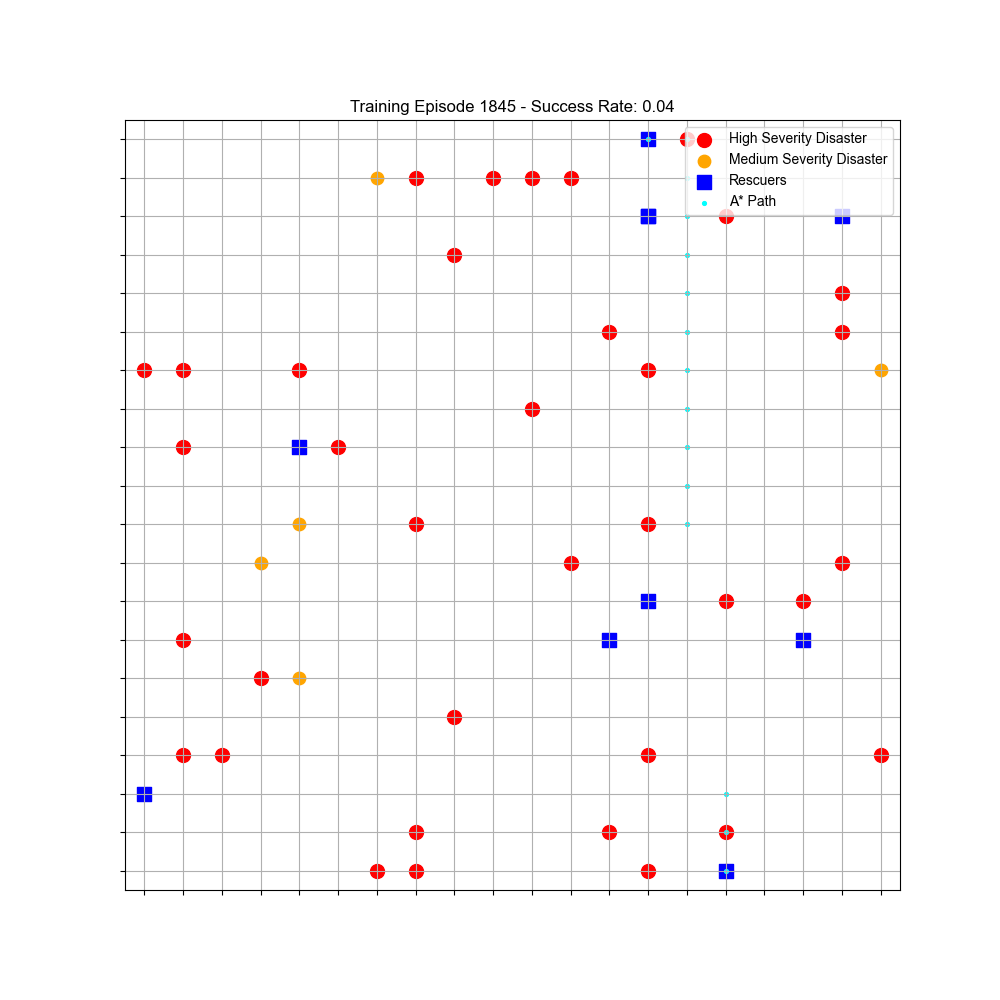 Training Episode 1845 - Success Rate: 0.04
High Severity Disaster
Medium Severity Disaster
Rescuers
A* Path